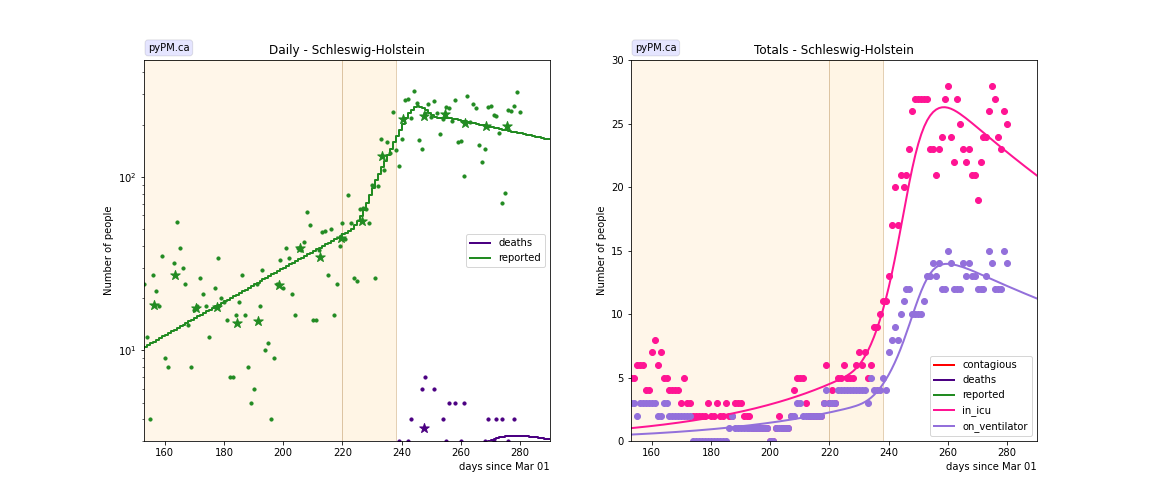 pyPM.ca
Daily - Schleswig-Holstein
Number of people
10²
10¹
deaths
reported
160 180 200 220 240 260 280
days since Mar 01
pyPM.ca
Totals - Schleswig-Holstein
Number of people
30
25
20
15
10
5
0
contagious
deaths
reported
in_icu
on_ventilator
160 180 200 220 240 260 280
days since Mar 01